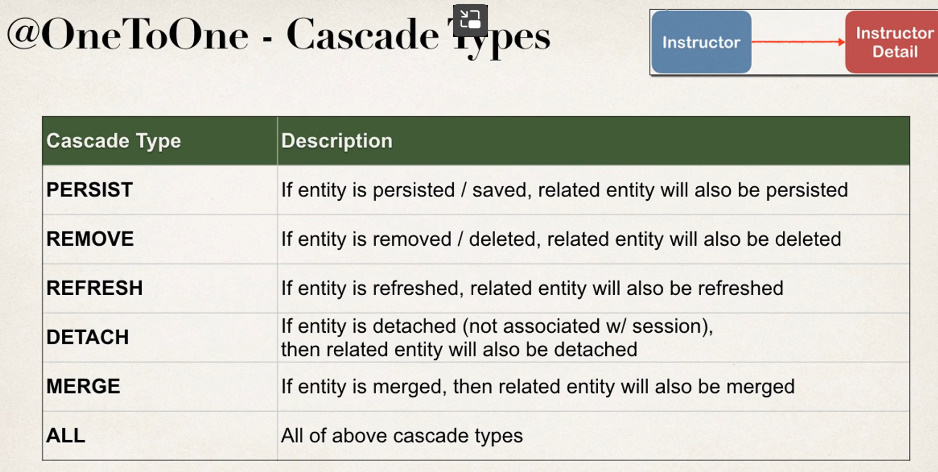 @OneToOne - Cascade Types
Instructor
Instructor
Detail
Cascade Type Description
PERSIST If entity is persisted / saved, related entity will also be persisted
REMOVE If entity is removed / deleted, related entity will also be deleted
REFRESH If entity is refreshed, related entity will also be refreshed
DETACH If entity is detached (not associated w/ session),
then related entity will also be detached
MERGE If entity is merged, then related entity will also be merged
ALL All of above cascade types